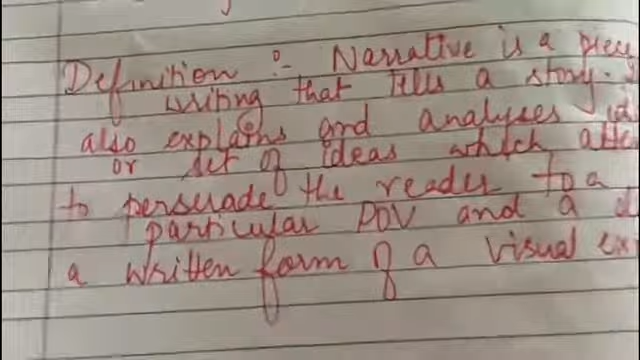 Definition :- Narrative is a piece
writing that tells a story.
also explains and analyses
or set of ideas which
to persuade the reader to a
particular POV and a
a written form of a visual